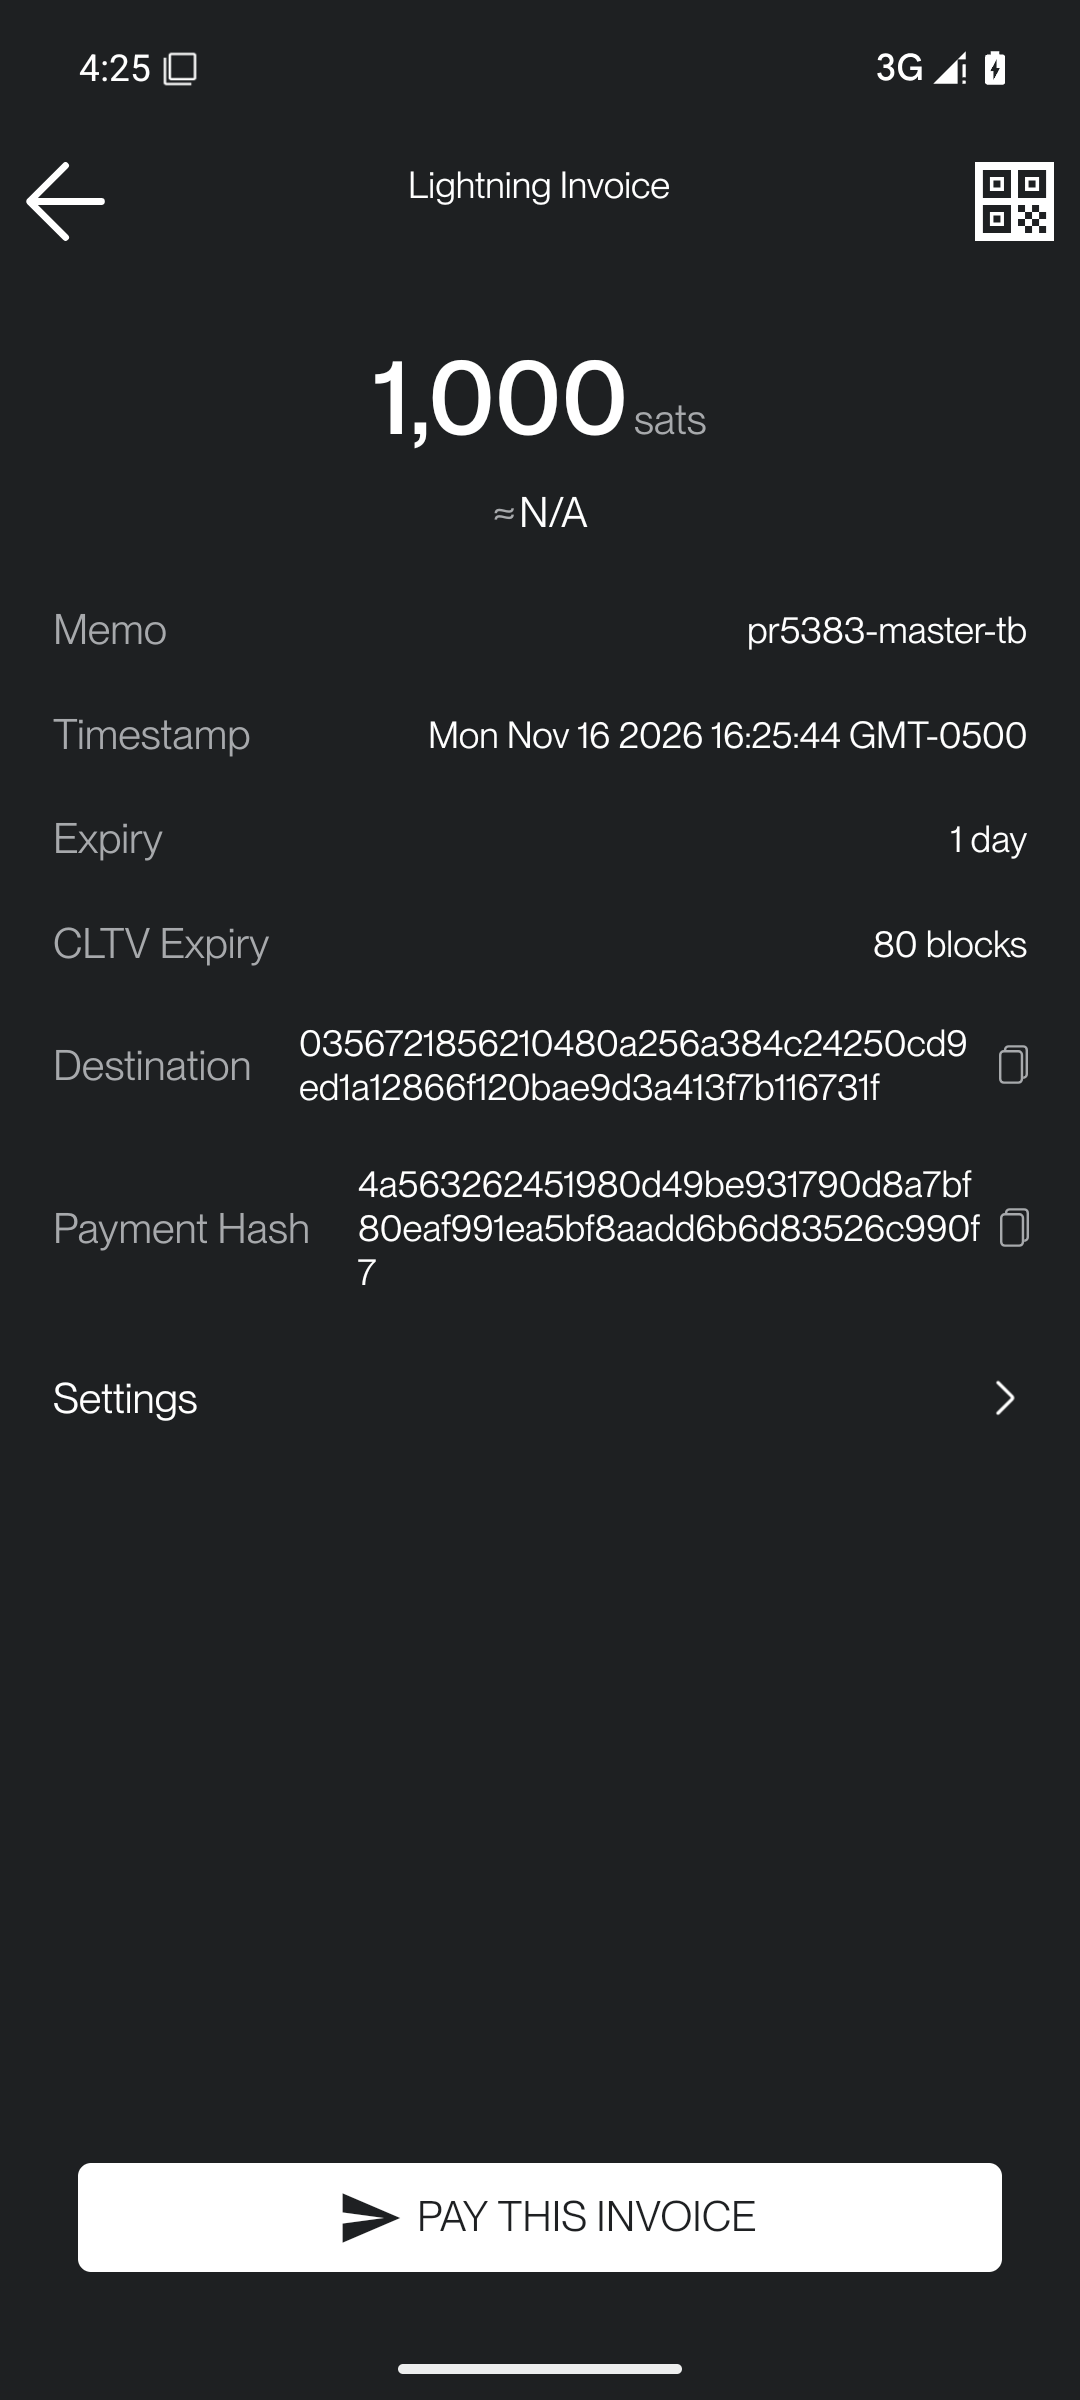 4:25
3G
Lightning Invoice
1,000 sats
≈N/A
Memo pr5383-master-tb
Timestamp Mon Nov 16 2026 16:25:44 GMT-0500
Expiry 1 day
CLTV Expiry 80 blocks
Destination
0356721856210480a256a384c24250cd9
ed1a12866f120bae9d3a413f7b116731f
Payment Hash
4a563262451980d49be931790d8a7bf
80eaf991ea5bf8aadd6b6d83526c990f
7
Settings
PAY THIS INVOICE